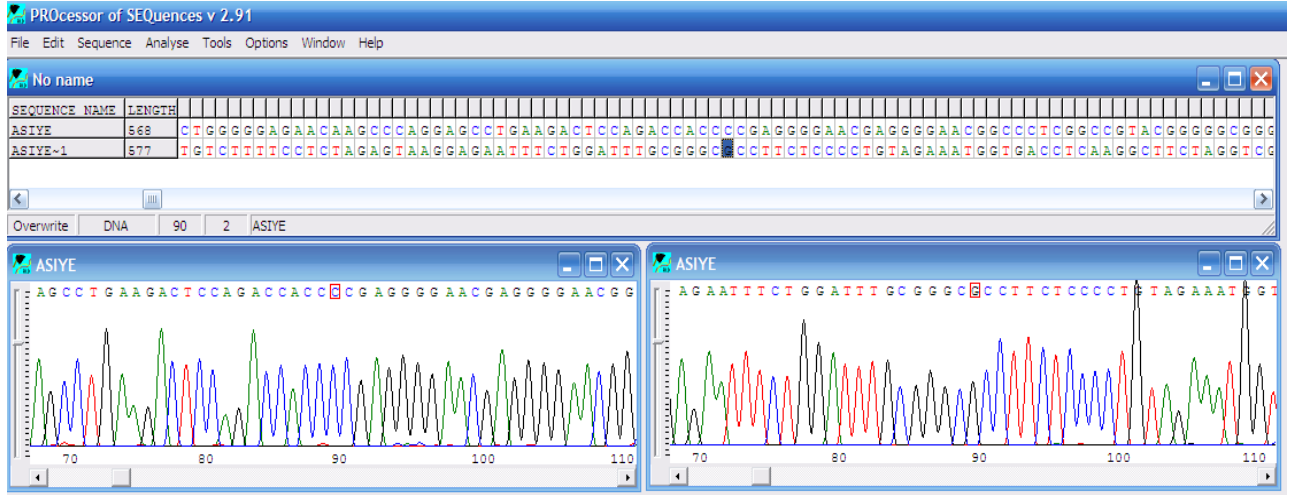 PROcessor of SEQuences v 2.91
File Edit Sequence Analyse Tools Options Window Help
No name
SEQUENCE NAME LENGTH
ASIYE 568 CTGGGGGAGAACAAGCCCAGGAGCCTGAAGACTCCAGACCACCCCGAGGGGAACGAGGGGAACGGCCCTCGGCCGTACGGGGGCGGG
ASIYE~1 577 TGTCTTTTCCTCTAGAGTAAGGAGAATTTCTGGATTTGCGGGCGCCTTCTCCCCTGTAGAAATGGTGACCTCAAGGCTTCTAGGTCG
Overwrite DNA 90 2 ASIYE
ASIYE
AGCCTGAAGACTCCAGACCACCCCGAGGGGAACGAGGGGAACGG
70 80 90 100 110
ASIYE
AGAATTTCTGGATTTGCGGGCGCCTTCTCCCCTGTAGAAATGGT
70 80 90 100 110